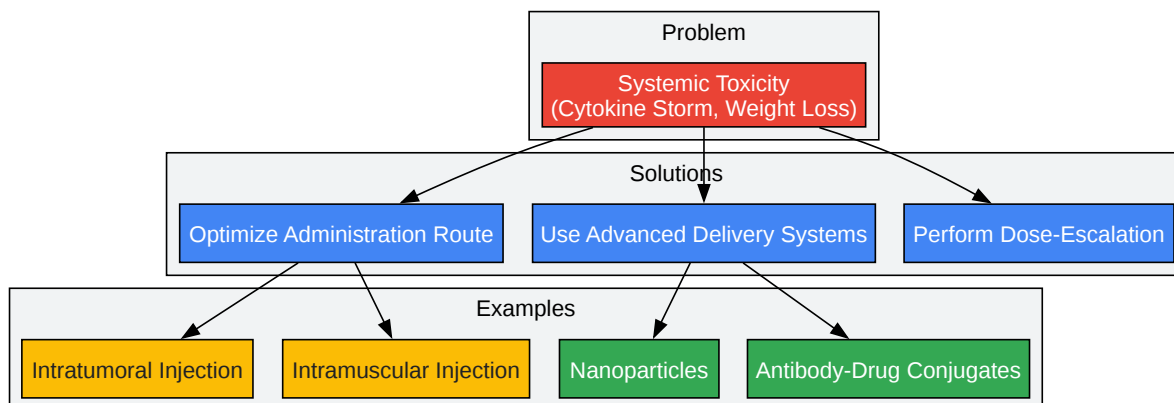 Problem
Systemic Toxicity
(Cytokine Storm, Weight Loss)
Solutions
Optimize Administration Route
Use Advanced Delivery Systems
Perform Dose-Escalation
Examples
Intratumoral Injection
Intramuscular Injection
Nanoparticles
Antibody-Drug Conjugates